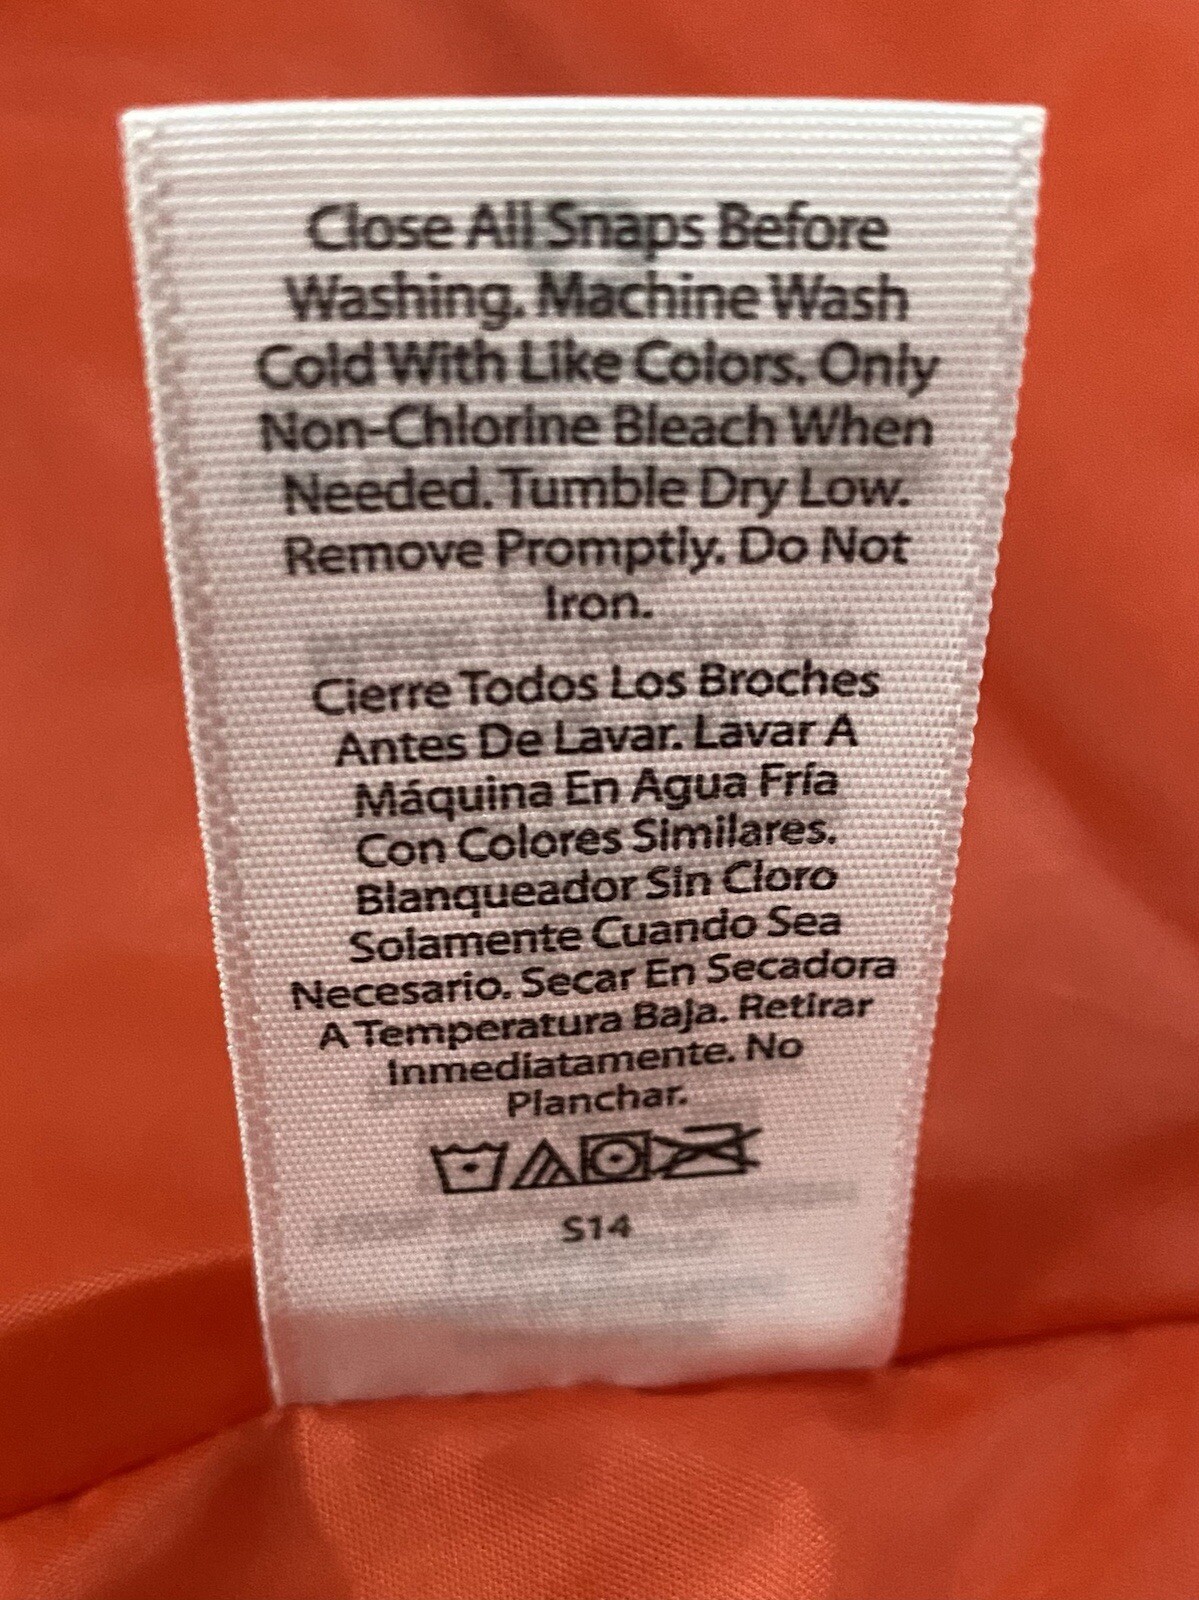 Close All Snaps Before
Washing. Machine Wash
Cold With Like Colors. Only
Non-Chlorine Bleach When
Needed. Tumble Dry Low.
Remove Promptly. Do Not
Iron.
Cierre Todos Los Broches
Antes De Lavar. Lavar A
Máquina En Agua Fría
Con Colores Similares.
Blanqueador Sin Cloro
Solamente Cuando Sea
Necesario. Secar En Secadora
A Temperatura Baja. Retirar
Inmediatamente. No
Planchar.
S14